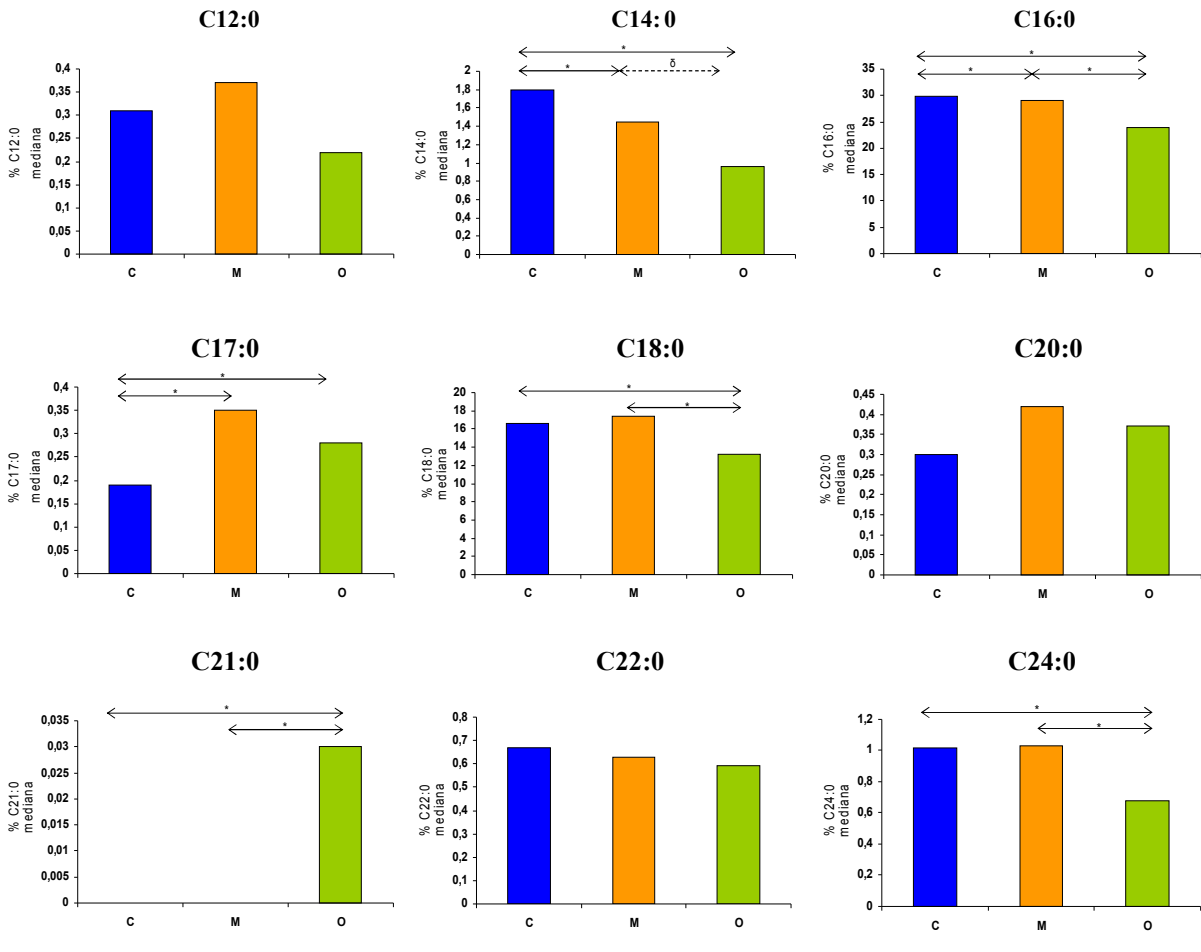 C12:0
% C12:0
mediana
0,4
0,35
0,3
0,25
0,2
0,15
0,1
0,05
0
C M O
C14: 0
* 
* δ
% C14:0
mediana
2
1,8
1,6
1,4
1,2
1
0,8
0,6
0,4
0,2
0
C M O
C16:0
*
* *
% C16:0
mediana
35
30
25
20
15
10
5
0
C M O
C17:0
*
*
% C17:0
mediana
0,4
0,35
0,3
0,25
0,2
0,15
0,1
0,05
0
C M O
C18:0
*
*
% C18:0
mediana
20
18
16
14
12
10
8
6
4
2
0
C M O
C20:0
% C20:0
mediana
0,45
0,4
0,35
0,3
0,25
0,2
0,15
0,1
0,05
0
C M O
C21:0
*
*
% C21:0
mediana
0,035
0,03
0,025
0,02
0,015
0,01
0,005
0
C M O
C22:0
% C22:0
mediana
0,8
0,7
0,6
0,5
0,4
0,3
0,2
0,1
0
C M O
C24:0
*
*
% C24:0
mediana
1,2
1
0,8
0,6
0,4
0,2
0
C M O